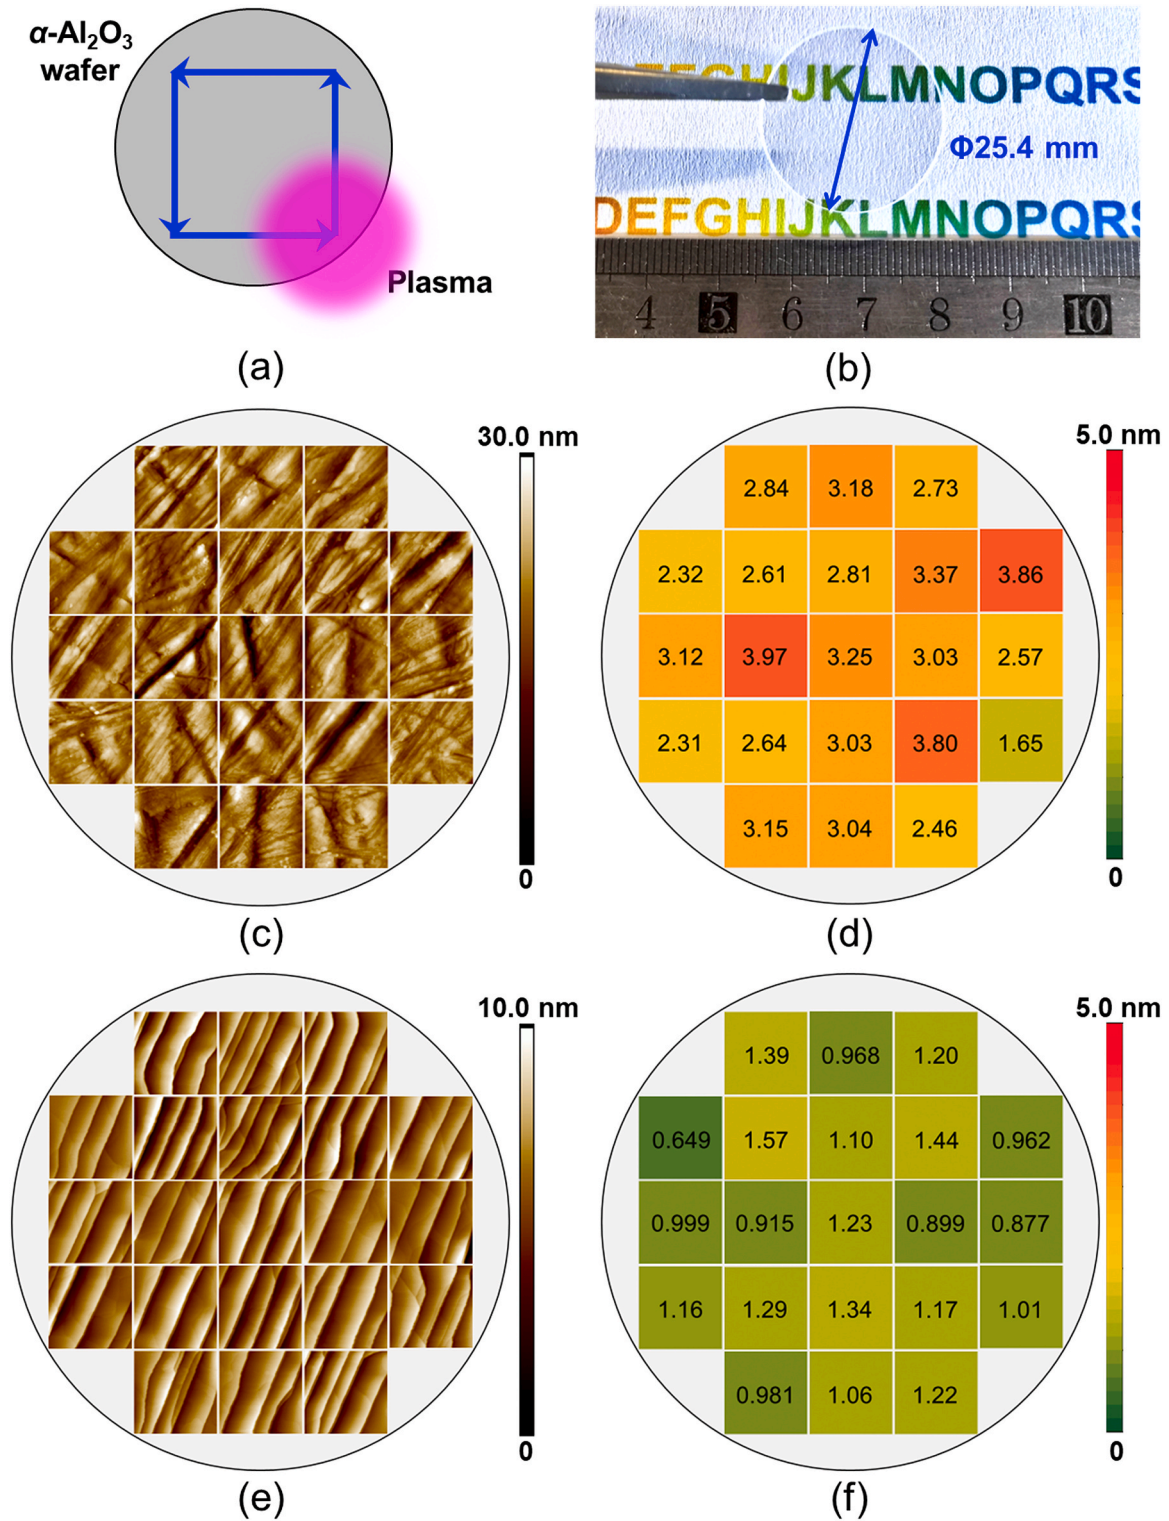 α-Al₂O₃
wafer
Plasma
(a)
EFGHIJKLMNOPQRS
Φ25.4 mm
DEFGHIJKLMNOPQRS
4 5 6 7 8 9 10
(b)
30.0 nm
0
(c)
5.0 nm
2.84 3.18 2.73
2.32 2.61 2.81 3.37 3.86
3.12 3.97 3.25 3.03 2.57
2.31 2.64 3.03 3.80 1.65
3.15 3.04 2.46
0
(d)
10.0 nm
0
(e)
5.0 nm
1.39 0.968 1.20
0.649 1.57 1.10 1.44 0.962
0.999 0.915 1.23 0.899 0.877
1.16 1.29 1.34 1.17 1.01
0.981 1.06 1.22
0
(f)